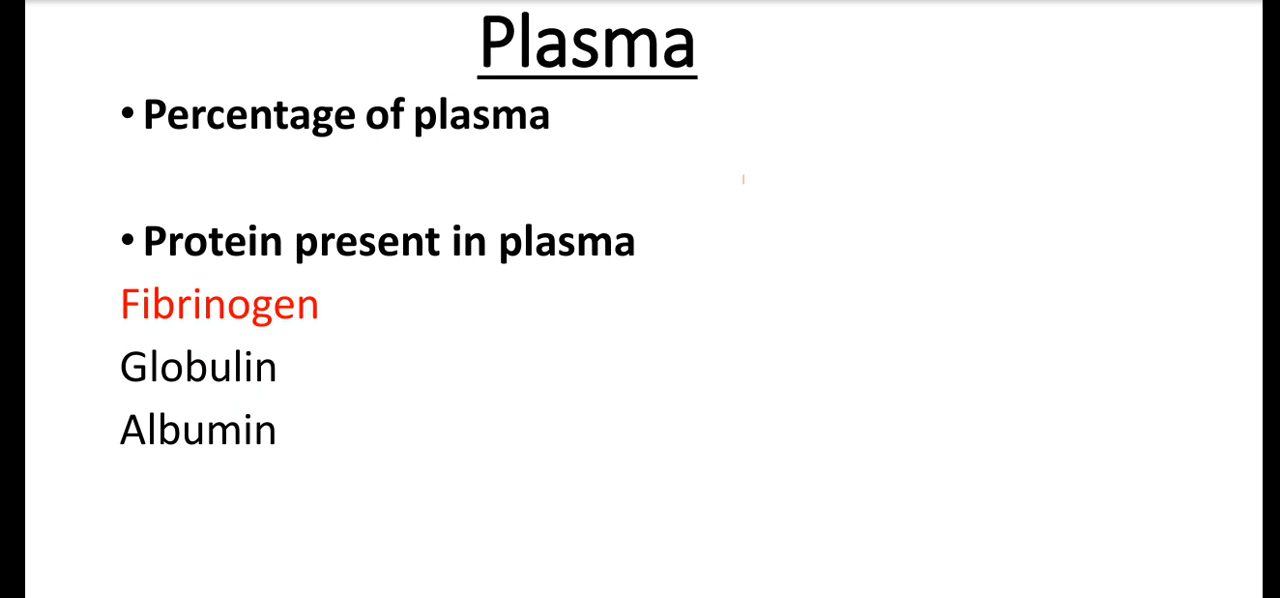 Plasma
• Percentage of plasma
• Protein present in plasma
Fibrinogen
Globulin
Albumin